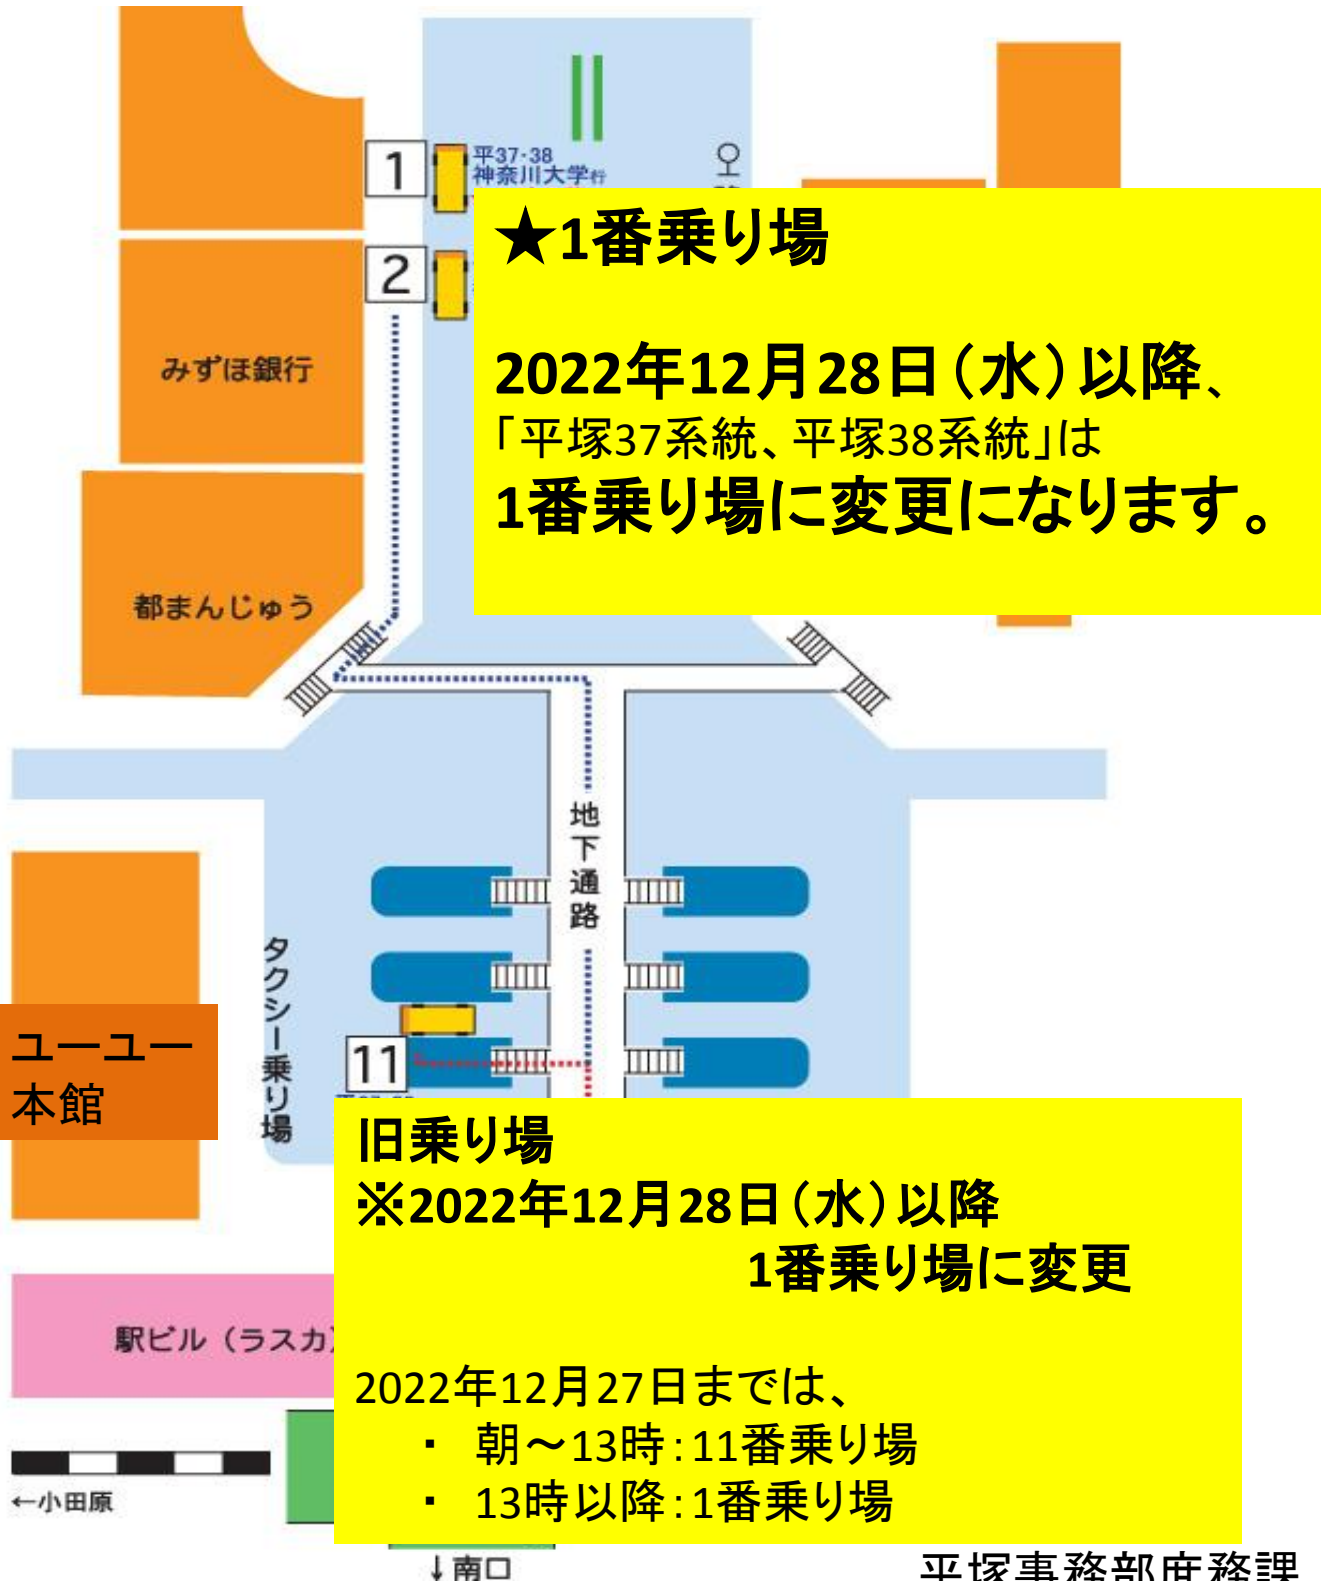 1
平37·38
神奈川大学行
★1番乗り場
2022年12月28日（水）以降、
「平塚37系統、平塚38系統」は
1番乗り場に変更になります。
2
みずほ銀行
都まんじゅう
地下通路
タクシー乗り場
11
ユーユー
本館
旧乗り場
※2022年12月28日（水）以降
1番乗り場に変更
2022年12月27日までは、
・ 朝～13時：11番乗り場
・ 13時以降：1番乗り場
駅ビル（ラスカ）
←小田原
↓南口
平塚事務部庶務課